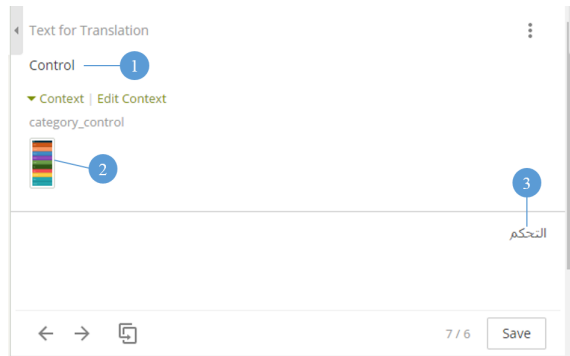 Text for Translation
Control
1
Context | Edit Context
category_control
2
3
التحكم
7 / 6
Save